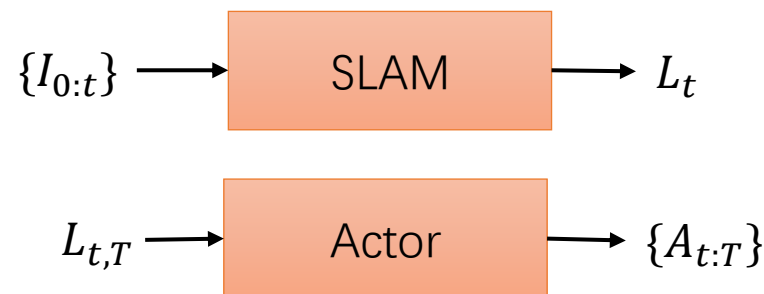 {I₀:ₜ} SLAM Lₜ
Lₜ,T Actor {Aₜ:T}